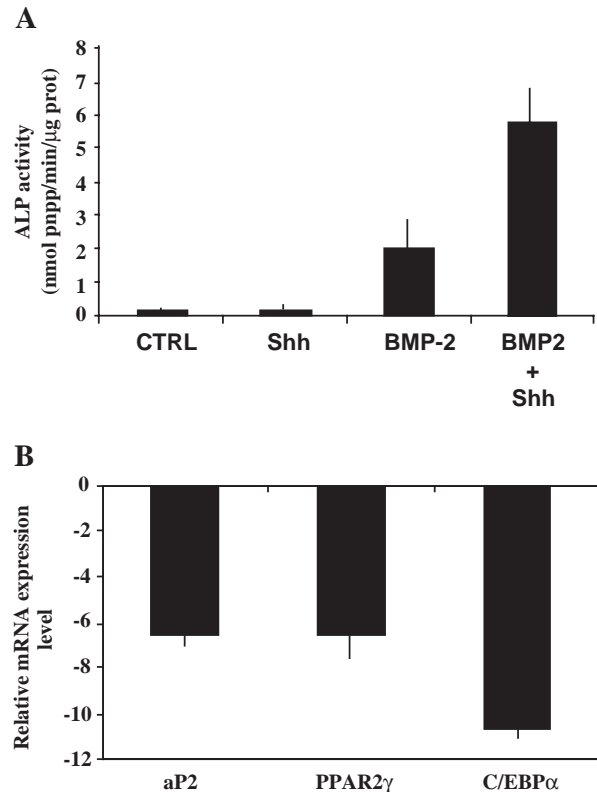 A
ALP activity
(nmol pnpp/min/µg prot)
8
7
6
5
4
3
2
1
0
CTRL
Shh
BMP-2
BMP2
+
Shh
B
Relative mRNA expression
level
0
-2
-4
-6
-8
-10
-12
aP2
PPAR2γ
C/EBPα